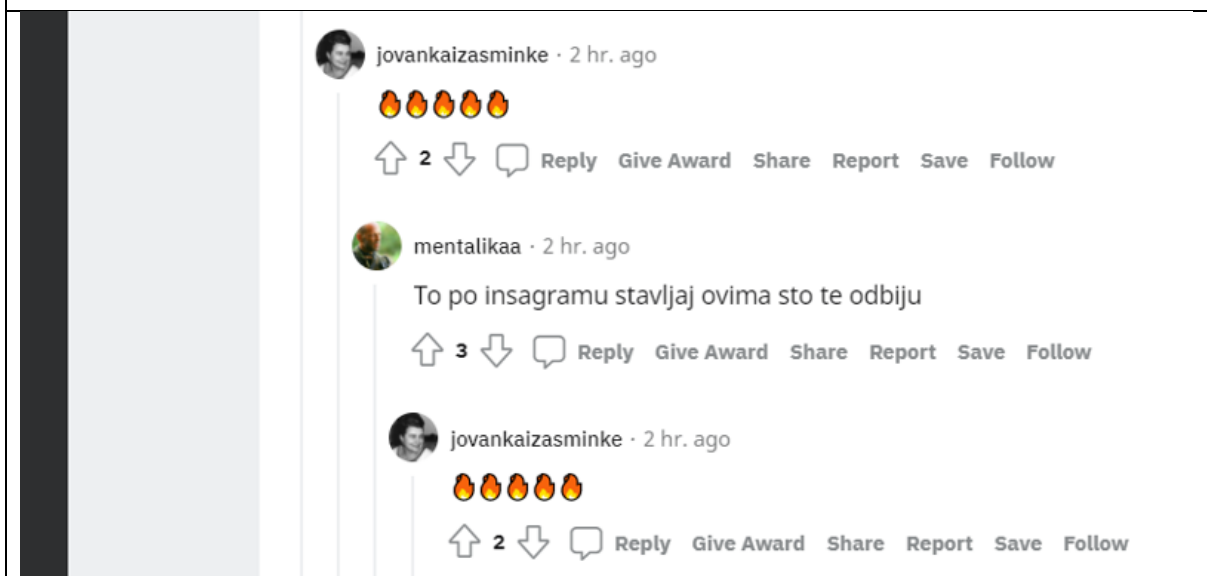 jovankaizasminke · 2 hr. ago
🔥🔥🔥🔥🔥
2 Reply Give Award Share Report Save Follow
mentalikaa · 2 hr. ago
To po insagramu stavljaj ovima sto te odbiju
3 Reply Give Award Share Report Save Follow
jovankaizasminke · 2 hr. ago
🔥🔥🔥🔥🔥
2 Reply Give Award Share Report Save Follow